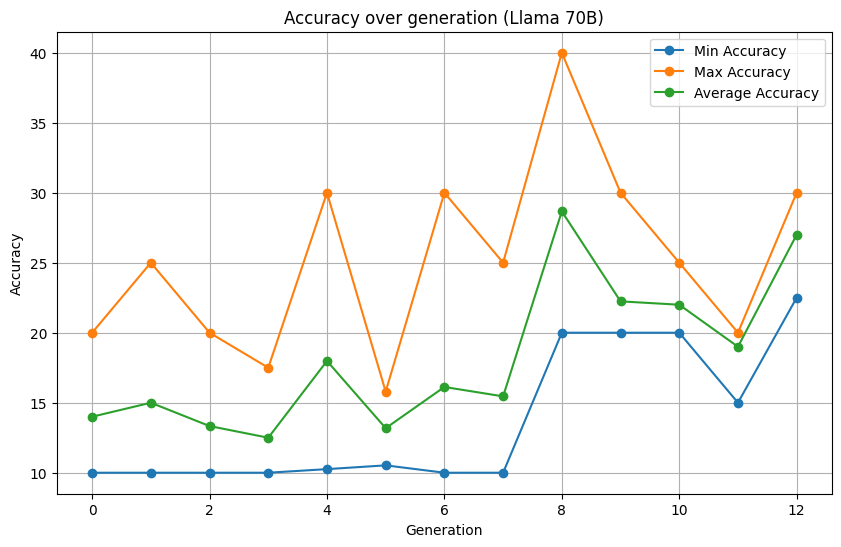 Accuracy over generation (Llama 70B)
Min Accuracy
Max Accuracy
Average Accuracy
Accuracy
40
35
30
25
20
15
10
0 2 4 6 8 10 12
Generation